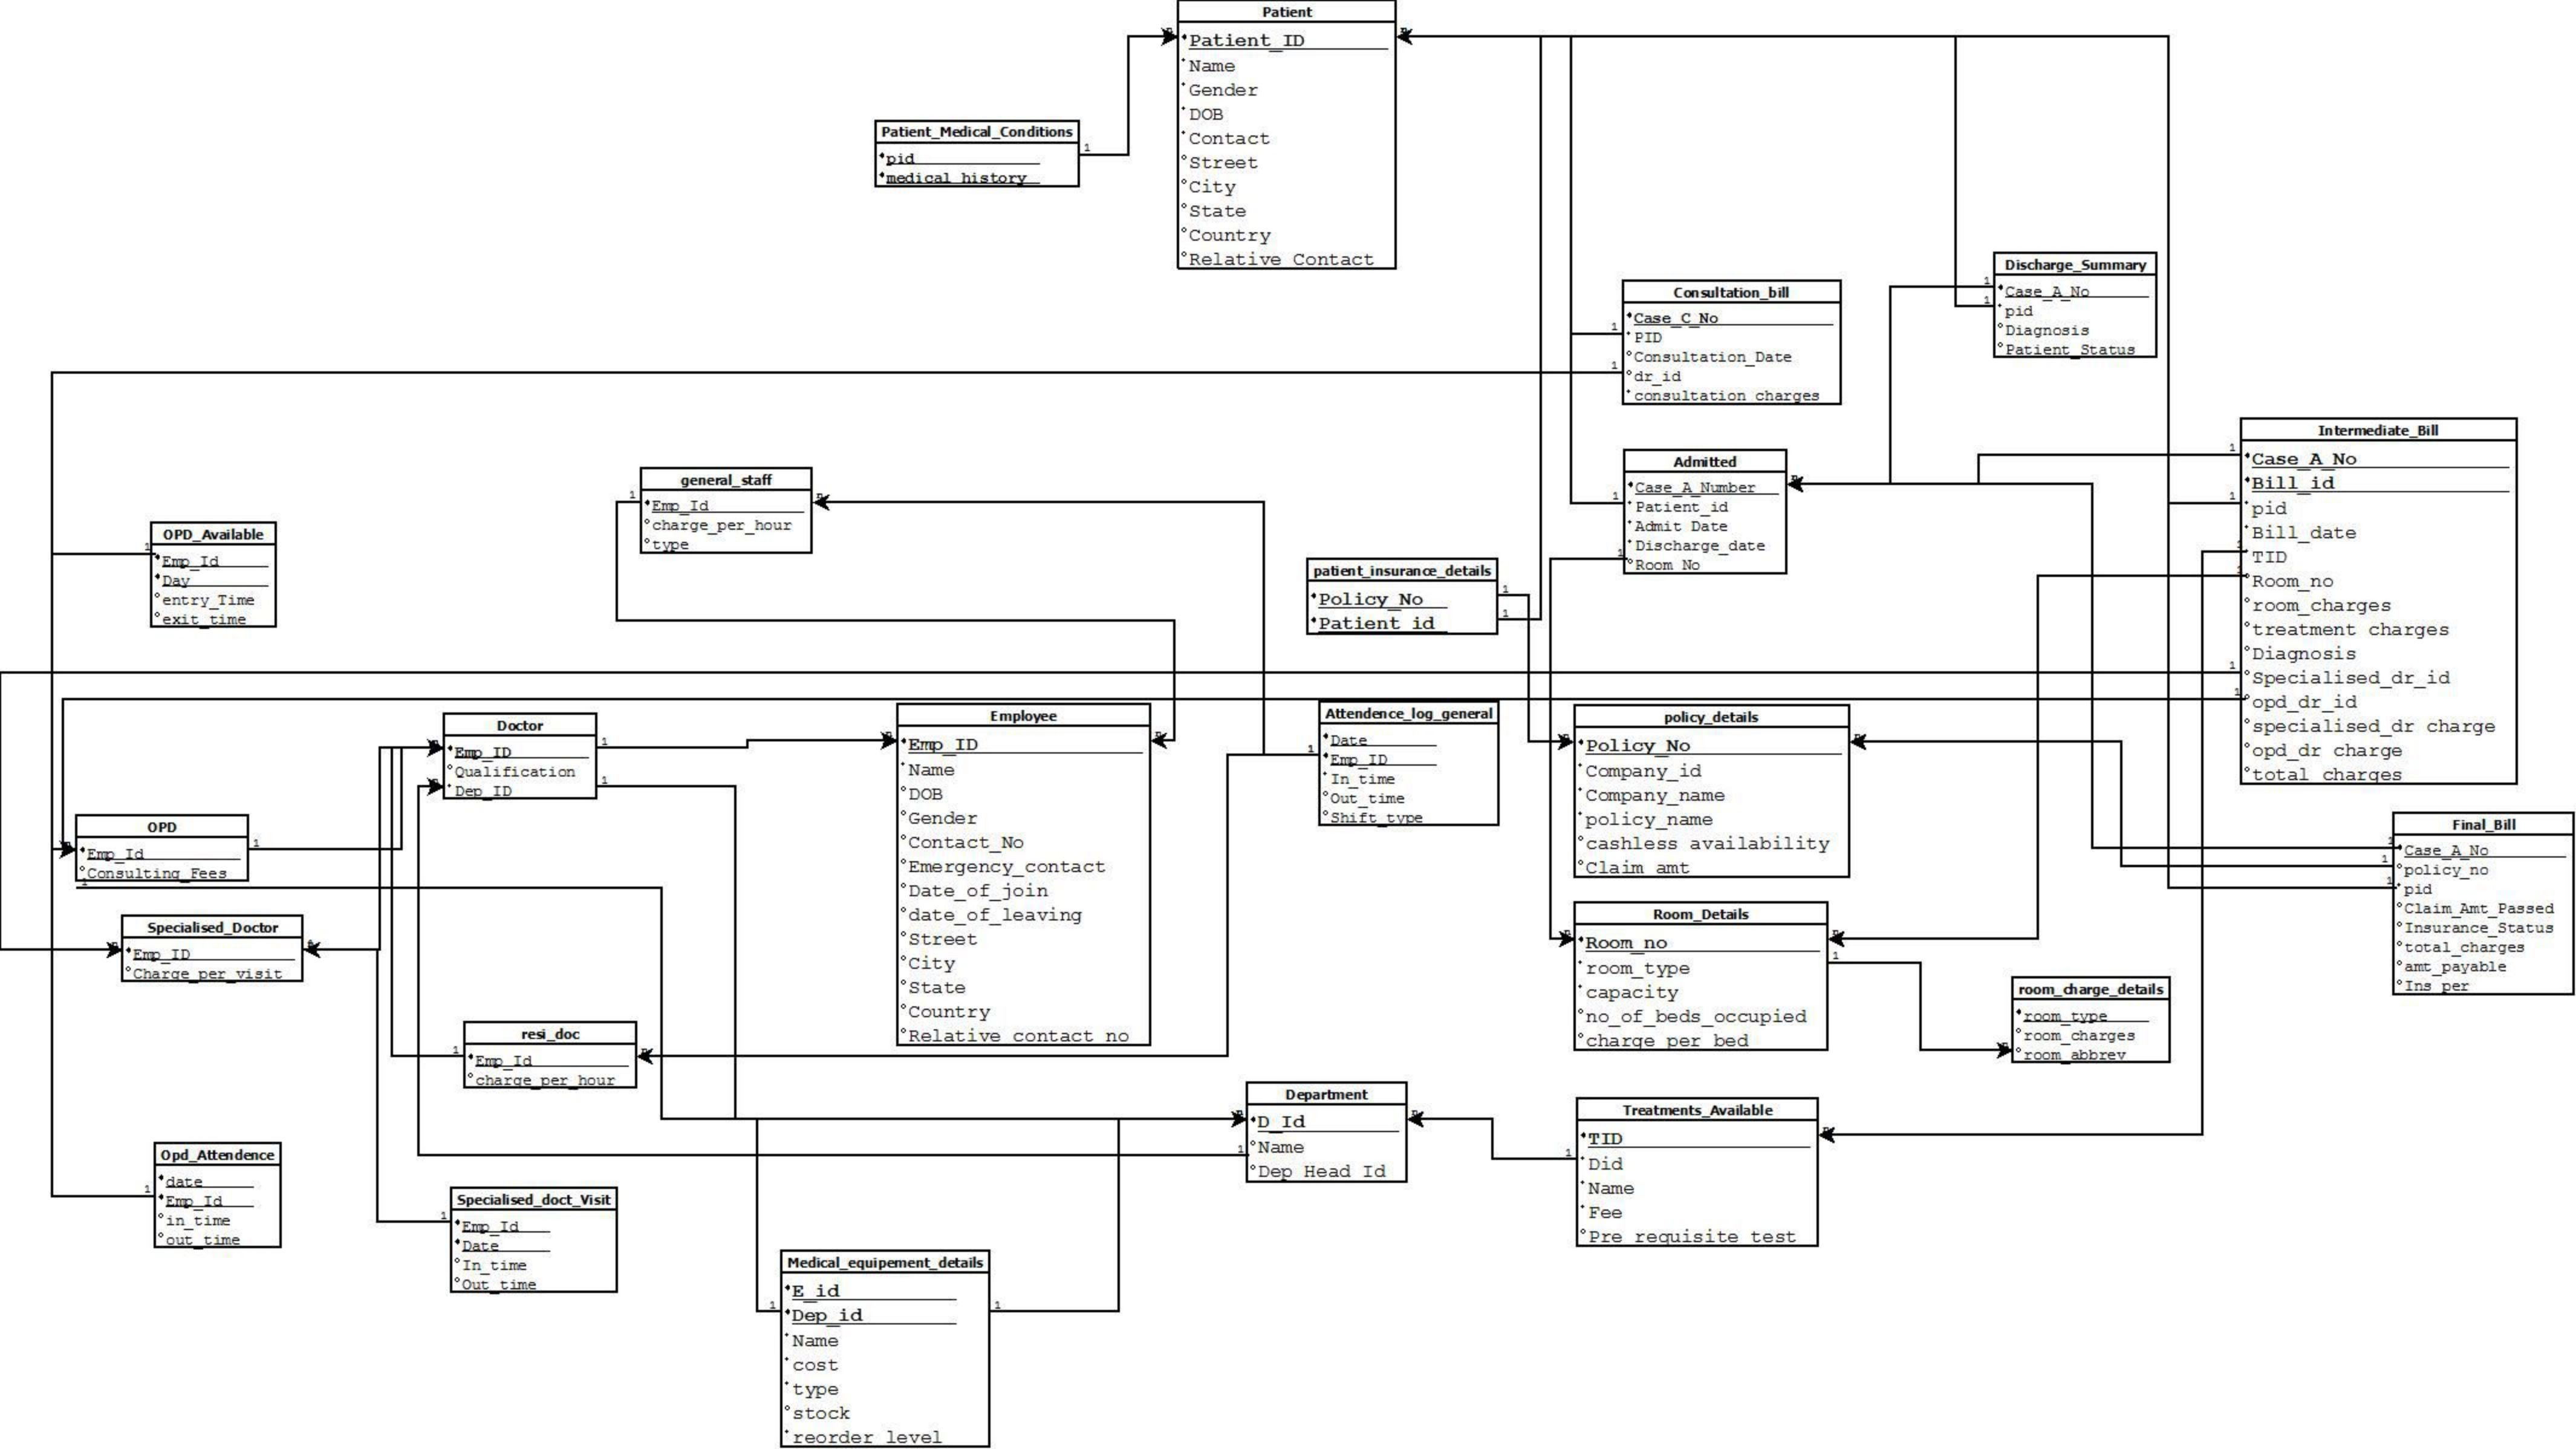 Patient
Patient_ID
Name
Gender
DOB
Contact
Street
City
State
Country
Relative_Contact
Patient_Medical_Conditions
pid
medical_history
Discharge_Summary
Case_A_No
pid
Diagnosis
Patient_Status
Consultation_bill
Case_C_No
PID
Consultation_Date
dr_id
consultation_charges
Intermediate_Bill
Case_A_No
Bill_id
pid
Bill_date
TID
Room_no
room_charges
treatment_charges
Diagnosis
Specialised_dr_id
opd_dr_id
specialised_dr_charge
opd_dr_charge
total_charges
Admitted
Case_A_Number
Patient_id
Admit_Date
Discharge_date
Room_No
general_staff
Emp_Id
charge_per_hour
type
OPD_Available
Emp_Id
Day
entry_Time
exit_time
patient_insurance_details
Policy_No
Patient_id
Attendence_log_general
Date
Emp_ID
In_time
Out_time
Shift_type
policy_details
Policy_No
Company_id
Company_name
policy_name
cashless_availability
Claim_amt
Employee
Emp_ID
Name
DOB
Gender
Contact_No
Emergency_contact
Date_of_join
date_of_leaving
Street
City
State
Country
Relative_contact_no
Doctor
Emp_ID
Qualification
Dep_ID
OPD
Emp_Id
Consulting_Fees
Final_Bill
Case_A_No
policy_no
pid
Claim_Amt_Passed
Insurance_Status
total_charges
amt_payable
Ins_per
Specialised_Doctor
Emp_ID
Charge_per_visit
Room_Details
Room_no
room_type
capacity
no_of_beds_occupied
charge_per_bed
room_charge_details
room_type
room_charges
room_abbrev
resi_doc
Emp_Id
charge_per_hour
Department
D_Id
Name
Dep_Head_Id
Treatments_Available
TID
Did
Name
Fee
Pre_requisite_test
Opd_Attendence
date
Emp_Id
in_time
out_time
Specialised_doct_Visit
Emp_Id
Date
In_time
Out_time
Medical_equipement_details
E_id
Dep_id
Name
cost
type
stock
reorder_level